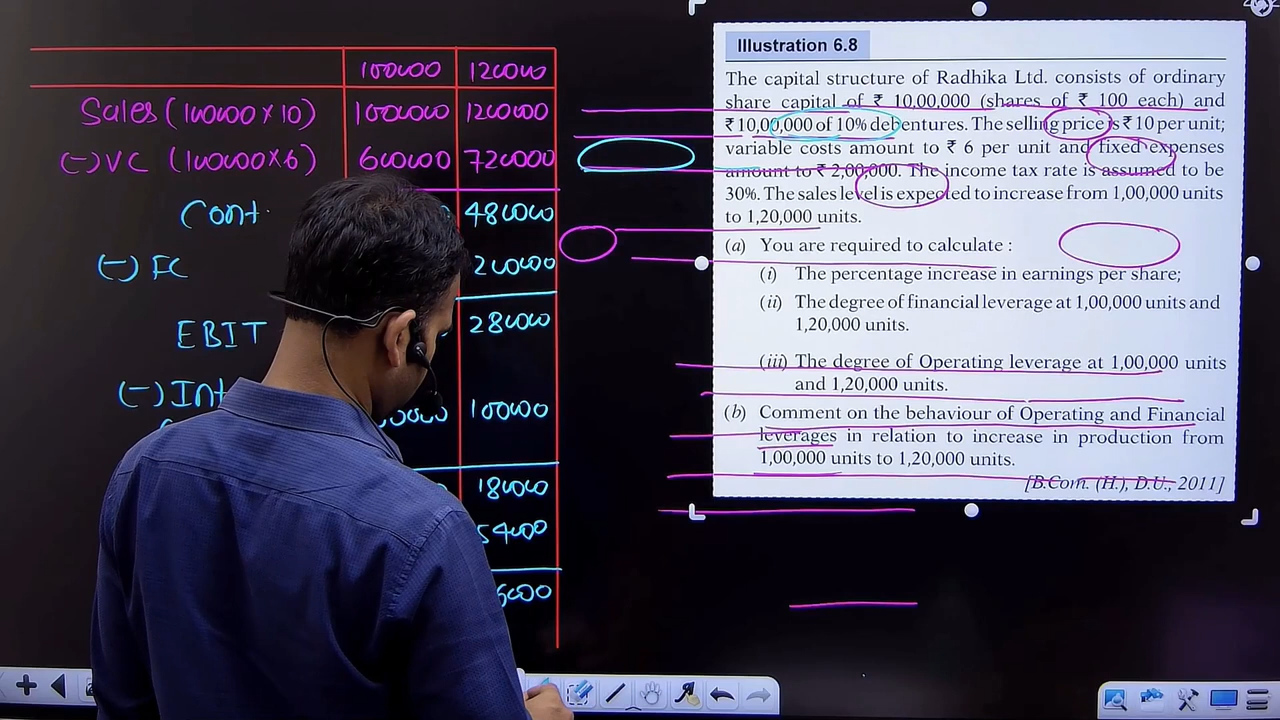 100000 120000
Sales (100000×10) 1000000 1200000
(-) VC (100000×6) 600000 720000
Cont. 480000
(-) FC 200000
EBIT 280000
(-) Int 100000
180000
54000
Illustration 6.8
The capital structure of Radhika Ltd. consists of ordinary
share capital of ₹ 10,00,000 (shares of ₹ 100 each) and
₹ 10,00,000 of 10% debentures. The selling price is ₹ 10 per unit;
variable costs amount to ₹ 6 per unit and fixed expenses
amount to ₹ 2,00,000. The income tax rate is assumed to be
30%. The sales level is expected to increase from 1,00,000 units
to 1,20,000 units.
(a) You are required to calculate :
(i) The percentage increase in earnings per share;
(ii) The degree of financial leverage at 1,00,000 units and
1,20,000 units.
(iii) The degree of Operating leverage at 1,00,000 units
and 1,20,000 units.
(b) Comment on the behaviour of Operating and Financial
leverages in relation to increase in production from
1,00,000 units to 1,20,000 units.
[B.Com. (H.), D.U., 2011]